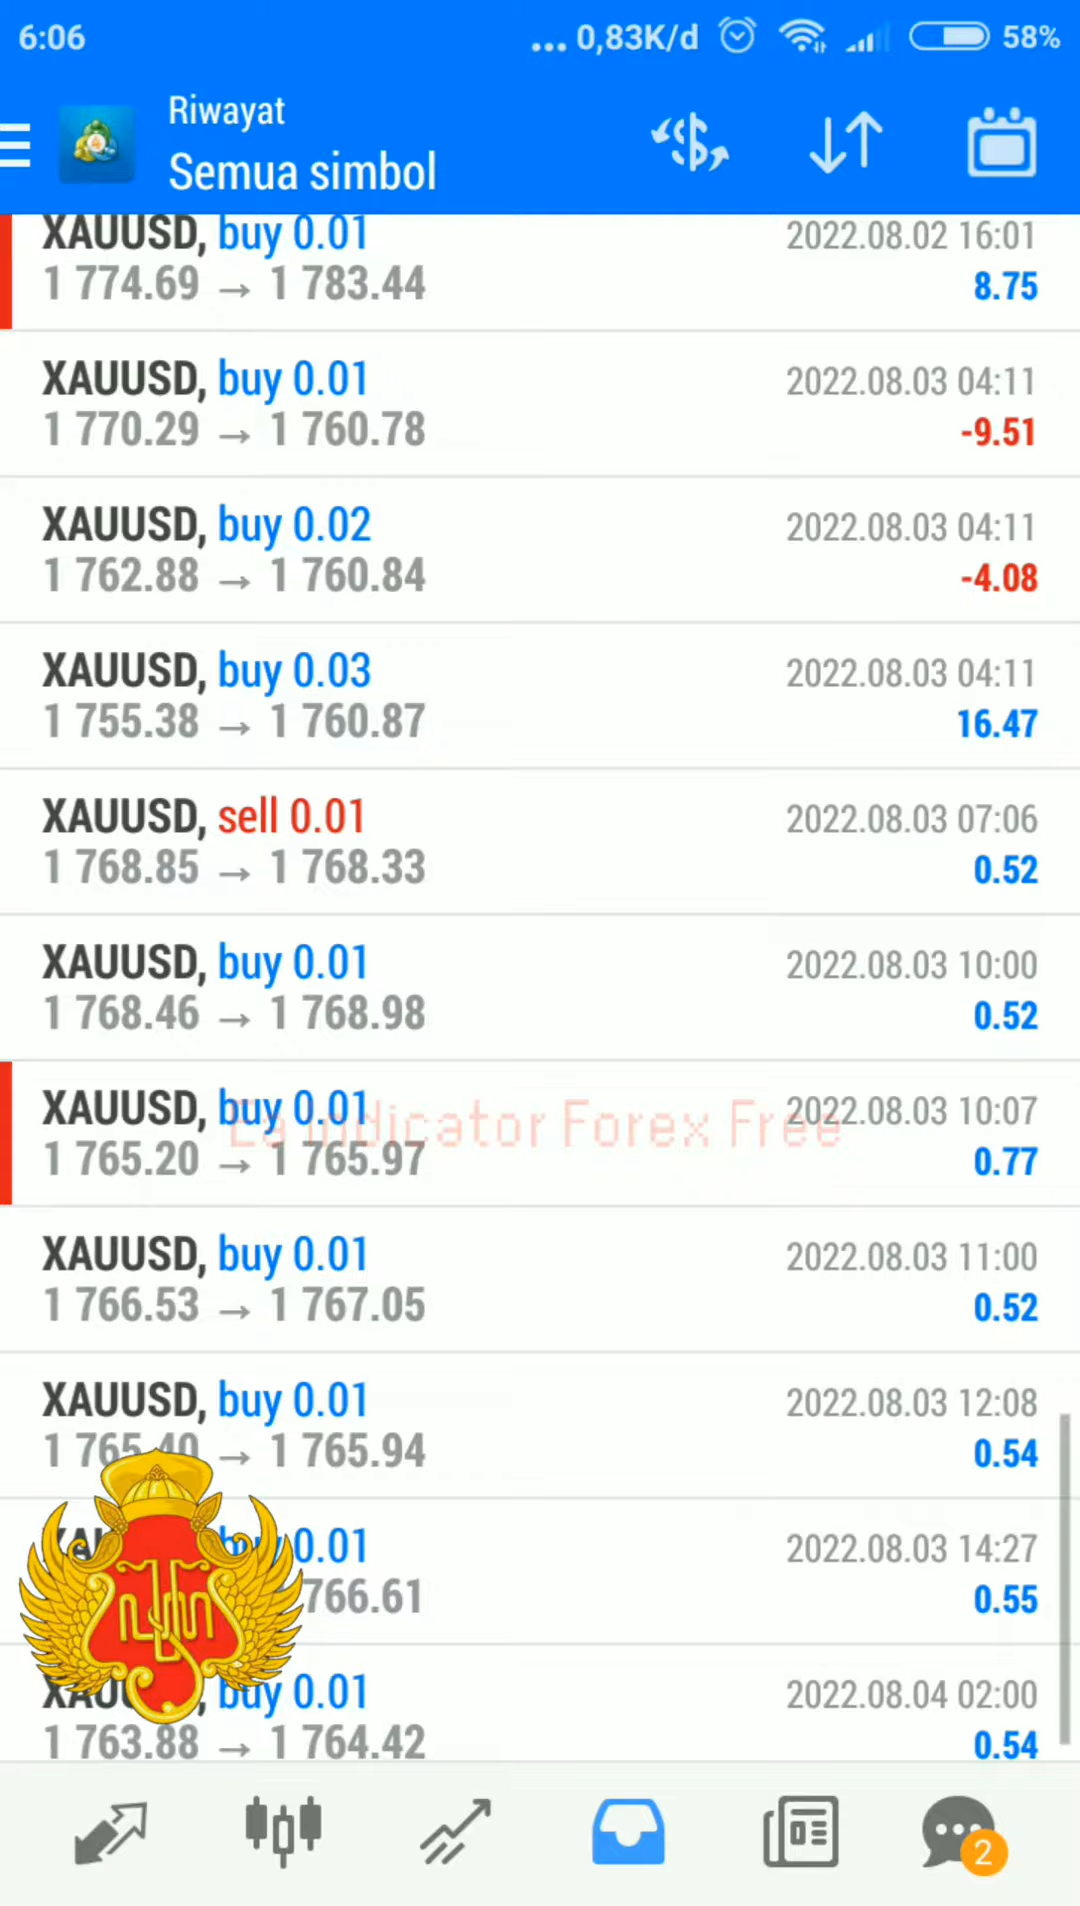 6:06 ... 0,83K/d 58%
Riwayat
Semua simbol
XAUUSD, buy 0.01 2022.08.02 16:01
1 774.69 → 1 783.44 8.75
XAUUSD, buy 0.01 2022.08.03 04:11
1 770.29 → 1 760.78 -9.51
XAUUSD, buy 0.02 2022.08.03 04:11
1 762.88 → 1 760.84 -4.08
XAUUSD, buy 0.03 2022.08.03 04:11
1 755.38 → 1 760.87 16.47
XAUUSD, sell 0.01 2022.08.03 07:06
1 768.85 → 1 768.33 0.52
XAUUSD, buy 0.01 2022.08.03 10:00
1 768.46 → 1 768.98 0.52
XAUUSD, buy 0.01 2022.08.03 10:07
Ea Indicator Forex Free
1 765.20 → 1 765.97 0.77
XAUUSD, buy 0.01 2022.08.03 11:00
1 766.53 → 1 767.05 0.52
XAUUSD, buy 0.01 2022.08.03 12:08
1 765.40 → 1 765.94 0.54
buy 0.01 2022.08.03 14:27
766.61 0.55
buy 0.01 2022.08.04 02:00
1 763.88 → 1 764.42 0.54
2